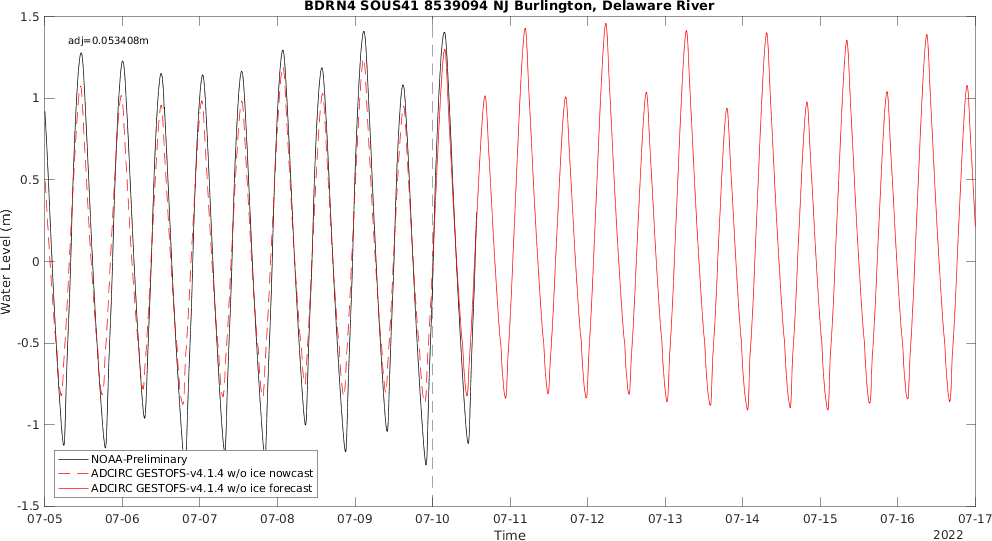 BDRN4 SOUS41 8539094 NJ Burlington, Delaware River
adj=0.053408m
Water Level (m)
1.5
1
0.5
0
-0.5
-1
-1.5
NOAA-Preliminary
ADCIRC GESTOFS-v4.1.4 w/o ice nowcast
ADCIRC GESTOFS-v4.1.4 w/o ice forecast
07-05 07-06 07-07 07-08 07-09 07-10 07-11 07-12 07-13 07-14 07-15 07-16 07-17
Time
2022